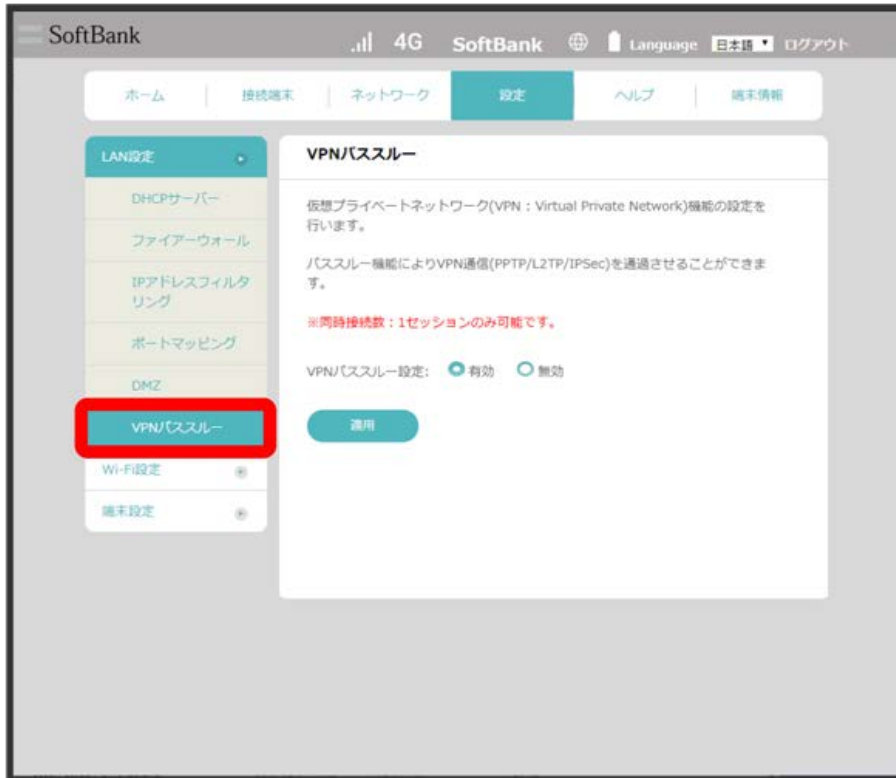 SoftBank
4G SoftBank Language 日本語 ログアウト
ホーム 接続端末 ネットワーク 設定 ヘルプ 端末情報
LAN設定
DHCPサーバー
ファイアーウォール
IPアドレスフィルタ
リング
ポートマッピング
DMZ
VPNパススルー
Wi-Fi設定
端末設定
VPNパススルー
仮想プライベートネットワーク(VPN : Virtual Private Network)機能の設定を
行います。
パススルー機能によりVPN通信(PPTP/L2TP/IPSec)を通過させることができま
す。
※同時接続数:1セッションのみ可能です。
VPNパススルー設定: 有効 無効
適用